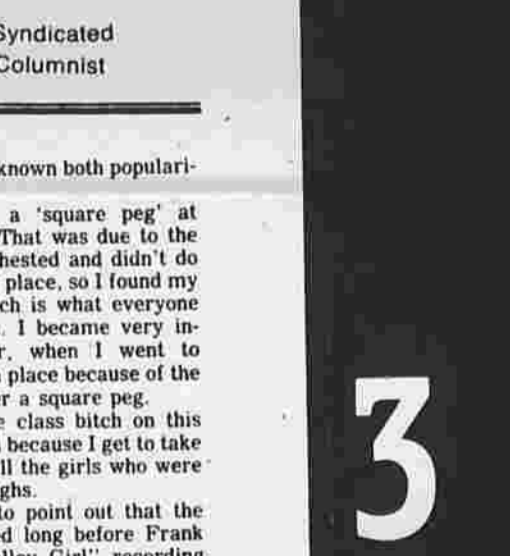 Syndicated
Columnist
known both populari-
a 'square peg' at
That was due to the
hested and didn't do
place, so I found my
ch is what everyone
. I became very in-
r, when I went to
place because of the
r a square peg.
e class bitch on this
because I get to take
ll the girls who were
ghs.
to point out that the
d long before Frank
lley Girl" recording
3